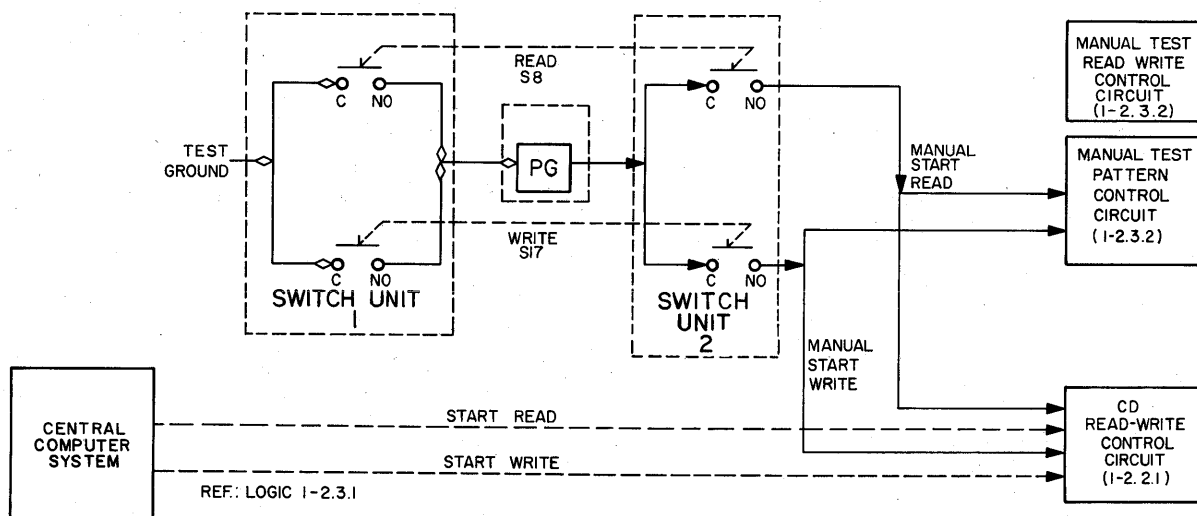 READ
S8
C NO
TEST
GROUND
PG
WRITE
S17
C NO
SWITCH UNIT
1
C NO
C NO
SWITCH
UNIT
2
MANUAL
START
READ
MANUAL
START
WRITE
MANUAL TEST
READ WRITE
CONTROL
CIRCUIT
(1-2.3.2)
MANUAL TEST
PATTERN
CONTROL
CIRCUIT
(1-2.3.2)
CENTRAL
COMPUTER
SYSTEM
START READ
START WRITE
REF.: LOGIC 1-2.3.1
CD
READ-WRITE
CONTROL
CIRCUIT
(1-2.2.1)